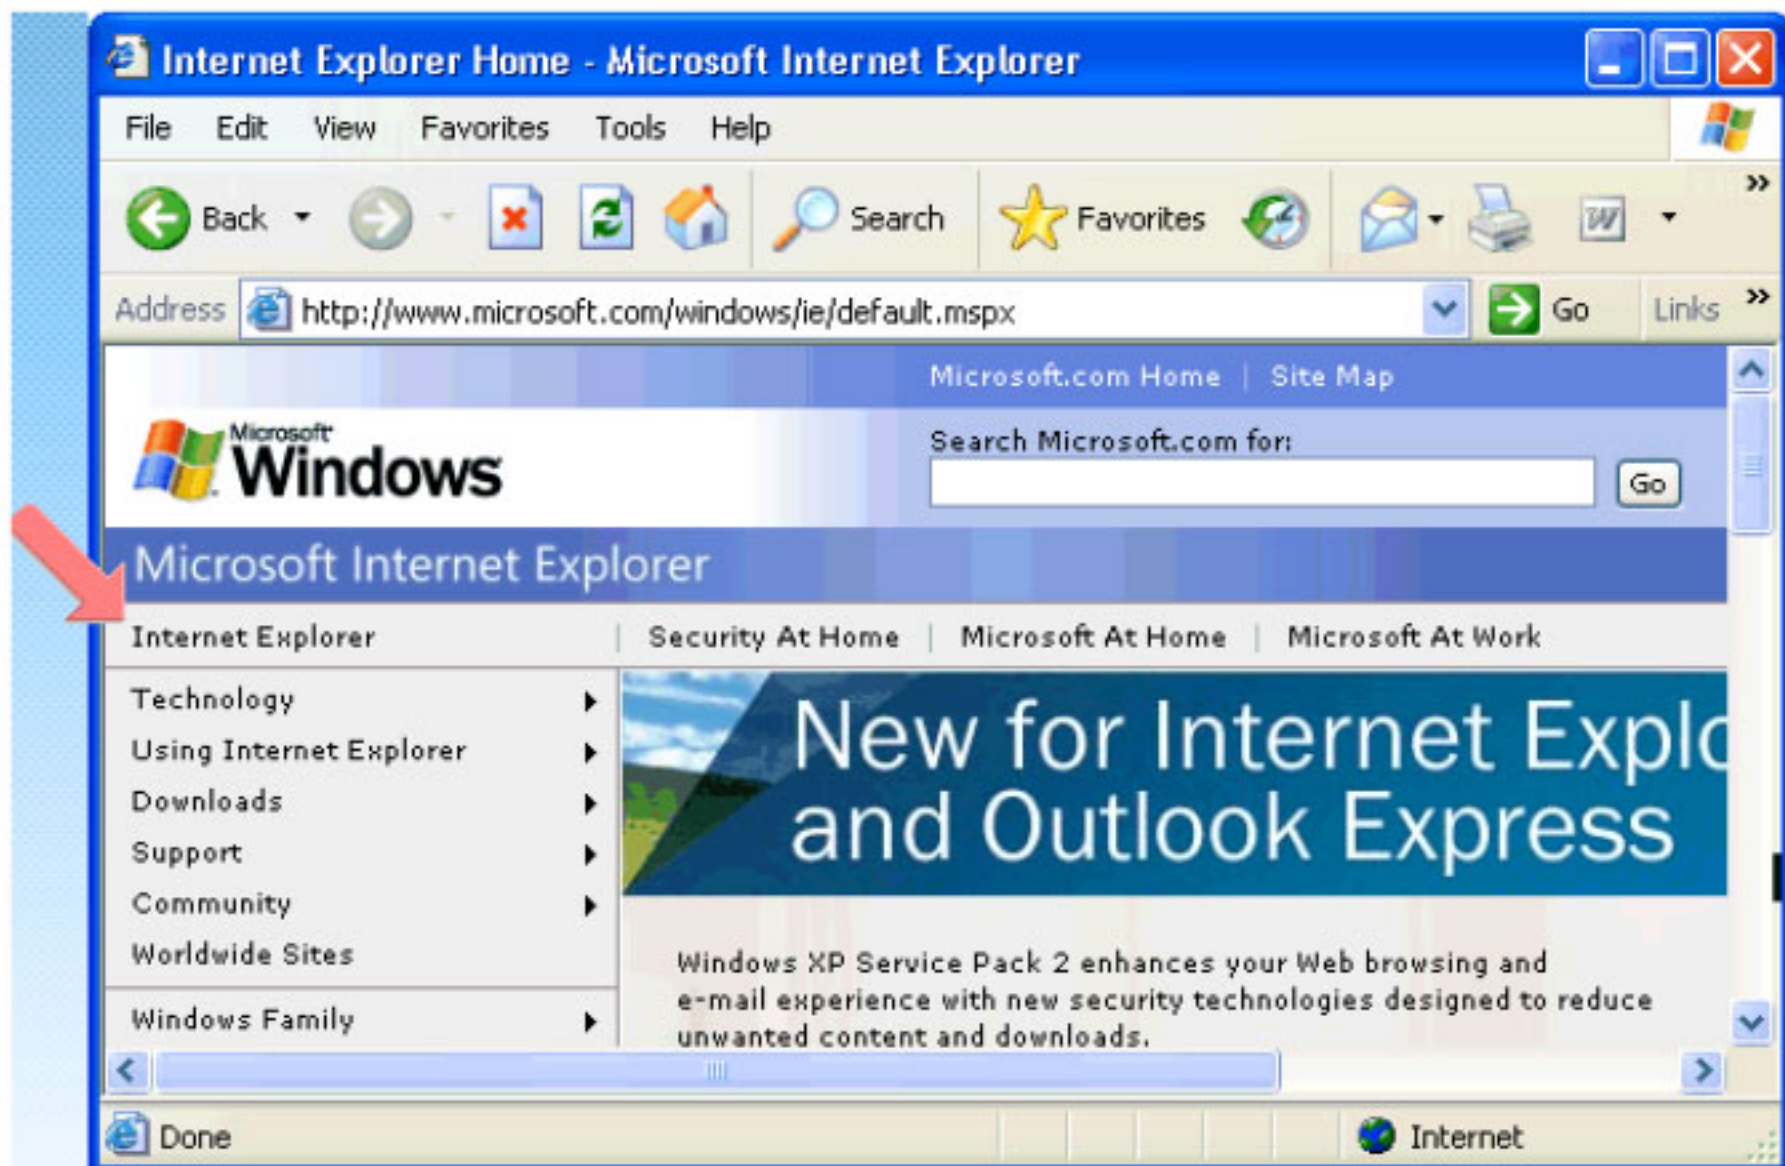 Internet Explorer Home - Microsoft Internet Explorer
File Edit View Favorites Tools Help
Back Search Favorites W
Address http://www.microsoft.com/windows/ie/default.mspx Go Links »
Microsoft.com Home | Site Map
Microsoft
Windows
Search Microsoft.com for:
Go
Microsoft Internet Explorer
Internet Explorer | Security At Home | Microsoft At Home | Microsoft At Work
Technology
Using Internet Explorer
Downloads
Support
Community
Worldwide Sites
Windows Family
New for Internet Explo
and Outlook Express
Windows XP Service Pack 2 enhances your Web browsing and
e-mail experience with new security technologies designed to reduce
unwanted content and downloads.
Done Internet